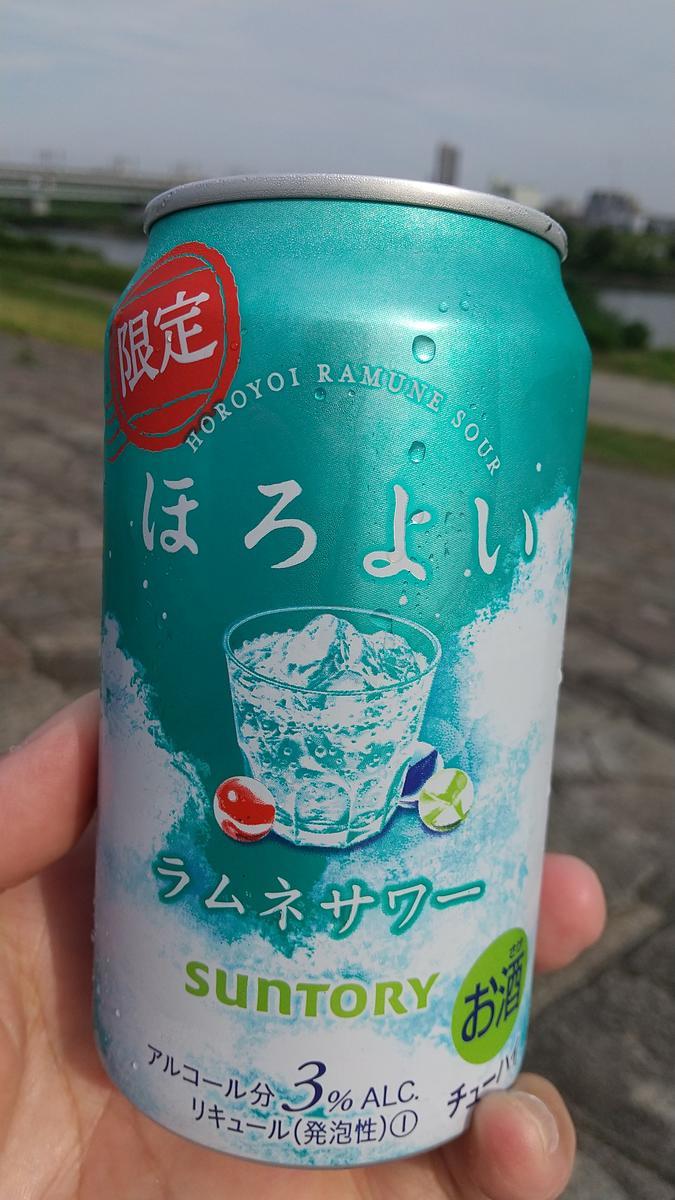 限定
HOROYOI RAMUNE SOUR
ほろよい
ラムネサワー
SUNTORY
さけ
お酒
アルコール分 3% ALC.
リキュール(発泡性)①
チューハイ